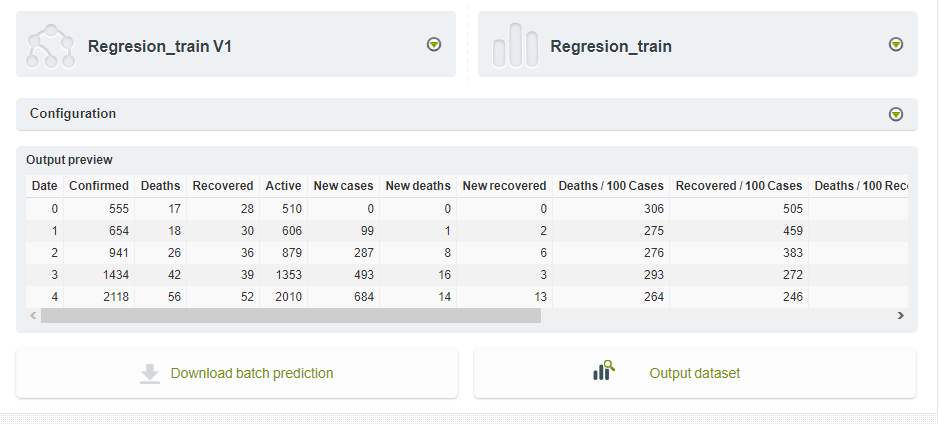 Regresion_train V1
Regresion_train
Configuration
Output preview
Date Confirmed Deaths Recovered Active New cases New deaths New recovered Deaths / 100 Cases Recovered / 100 Cases Deaths / 100 Reco
0 555 17 28 510 0 0 0 306 505
1 654 18 30 606 99 1 2 275 459
2 941 26 36 879 287 8 6 276 383
3 1434 42 39 1353 493 16 3 293 272
4 2118 56 52 2010 684 14 13 264 246
Download batch prediction
Output dataset